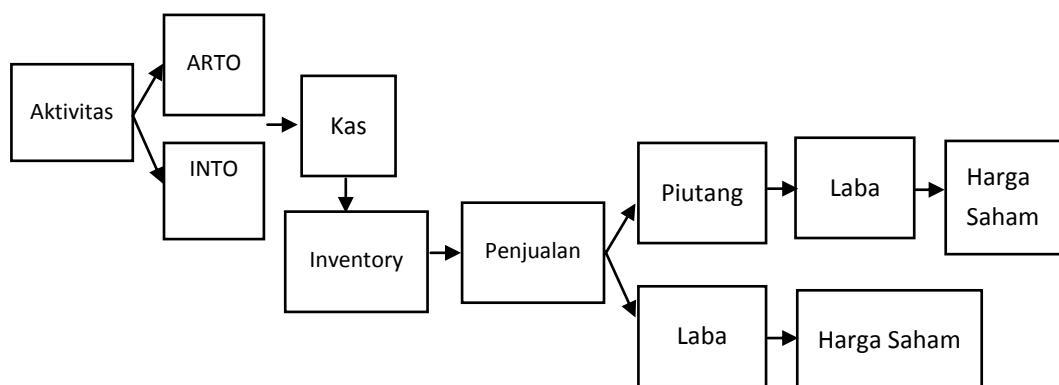 Aktivitas
ARTO
INTO
Kas
Inventory
Penjualan
Piutang
Laba
Harga
Saham
Laba
Harga Saham